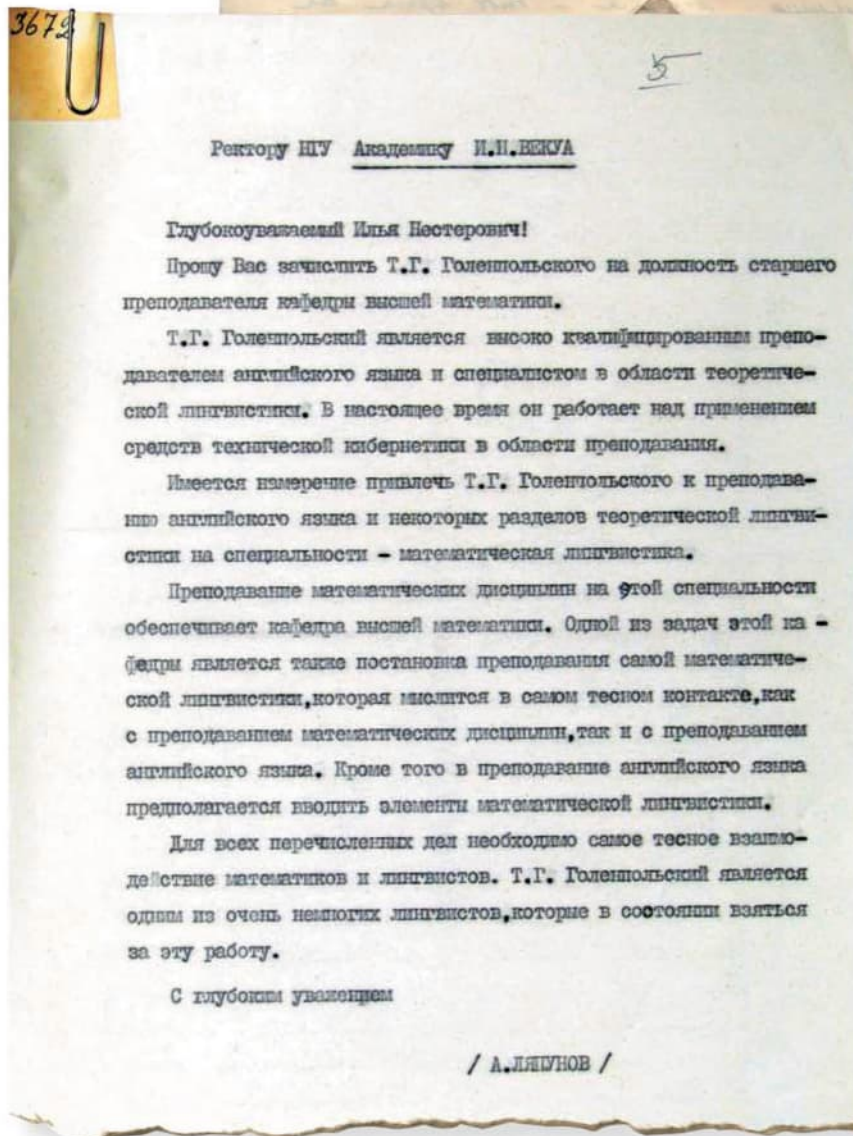 3672
5
Ректору НГУ Академику И.Н.ВЕКУА
Глубокоуважаемый Илья Нестерович!
Прошу Вас зачислить Т.Г. Голенпольского на должность старшего
преподавателя кафедры высшей математики.
Т.Г. Голенпольский является высоко квалифицированным препо-
давателем английского языка и специалистом в области теоретиче-
ской лингвистики. В настоящее время он работает над применением
средств технической кибернетики в области преподавания.
Имеется намерение привлечь Т.Г. Голенпольского к преподава-
нию английского языка и некоторых разделов теоретической лингви-
стики на специальности - математическая лингвистика.
Преподавание математических дисциплин на этой специальности
обеспечивает кафедра высшей математики. Одной из задач этой ка -
федры является также постановка преподавания самой математиче-
ской лингвистики,которая мыслится в самом тесном контакте,как
с преподаванием математических дисциплин,так и с преподаванием
английского языка. Кроме того в преподавание английского языка
предполагается вводить элементы математической лингвистики.
Для всех перечисленных дел необходимо самое тесное взаимо-
действие математиков и лингвистов. Т.Г. Голенпольский является
одним из очень немногих лингвистов,которые в состоянии взяться
за эту работу.
С глубоким уважением
/ А.ЛЯПУНОВ /